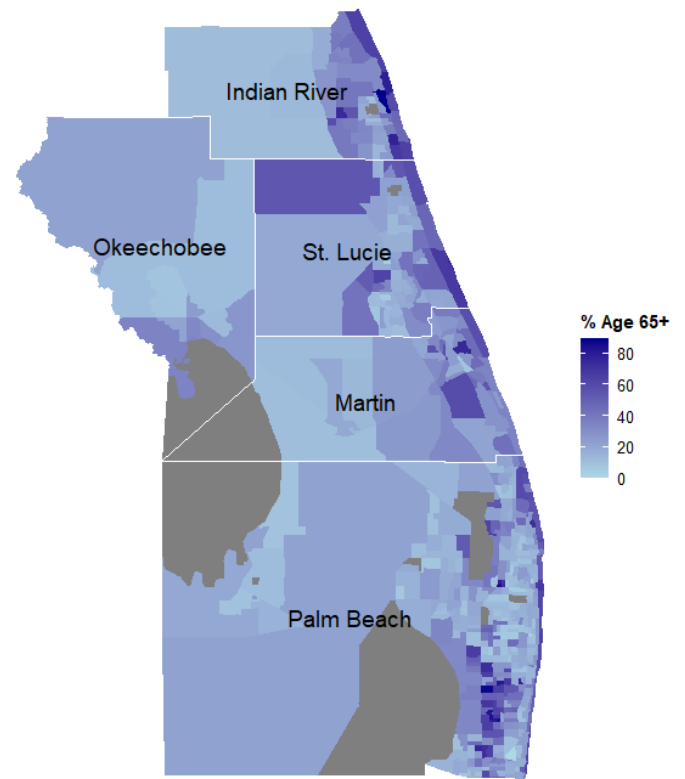 Indian River
Okeechobee
St. Lucie
% Age 65+
80
60
40
20
0
Martin
Palm Beach